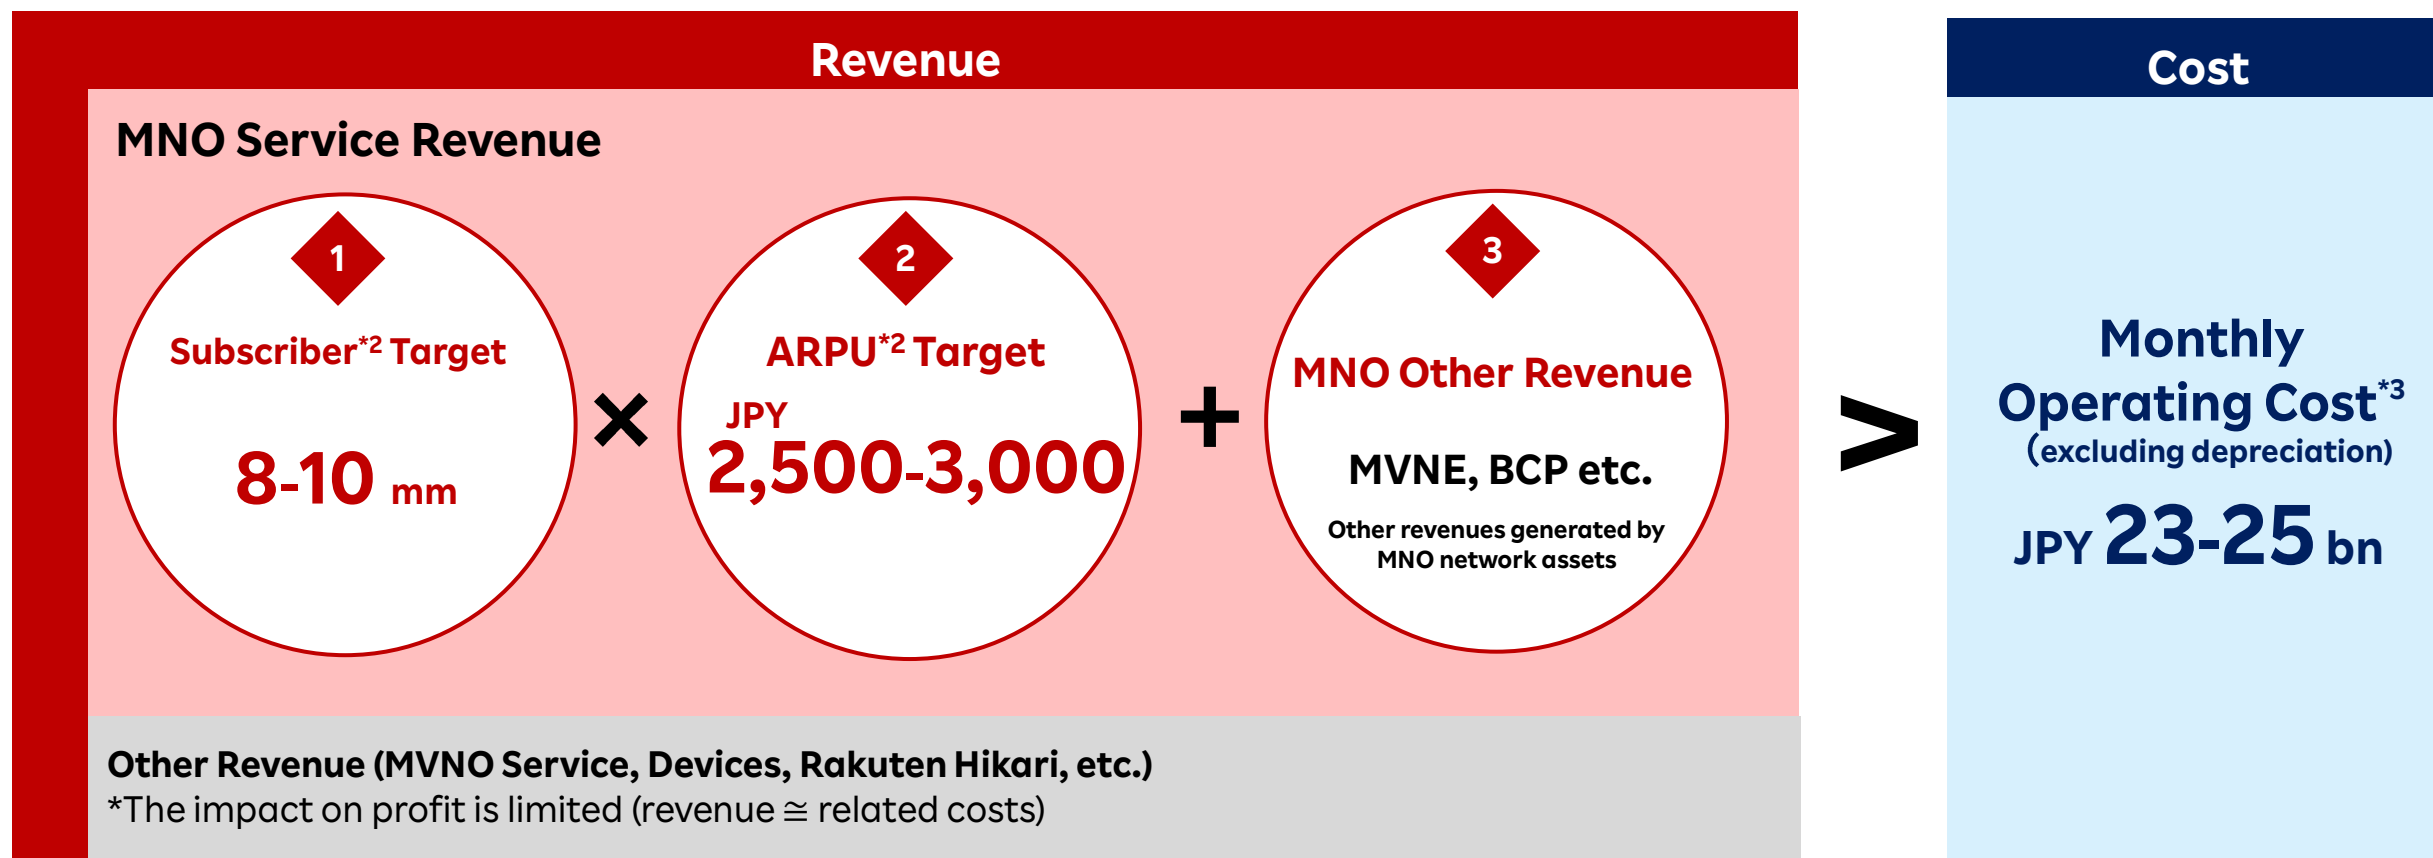 Revenue
MNO Service Revenue
1
Subscriber*2 Target
8-10 mm
×
2
ARPU*2 Target
JPY
2,500-3,000
+
3
MNO Other Revenue
MVNE, BCP etc.
Other revenues generated by
MNO network assets
Other Revenue (MVNO Service, Devices, Rakuten Hikari, etc.)
*The impact on profit is limited (revenue ≅ related costs)
>
Cost
Monthly
Operating Cost*3
(excluding depreciation)
JPY 23-25 bn